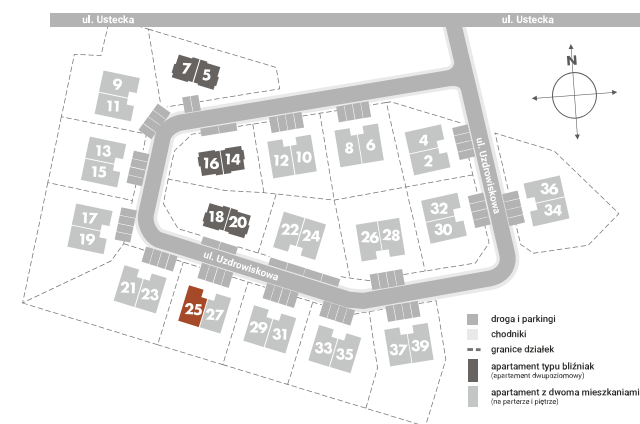 ul. Ustecka
ul. Ustecka
7 5
9
11
N
13
15
16 14
12 10
8 6
4
2
ul. Uzdrowiskowa
36
34
17
19
18 20
22 24
26 28
32
30
ul. Uzdrowiskowa
21 23
25 27
29 31
33 35
37 39
droga i parkingi
chodniki
granice działek
apartament typu bliźniak
(apartament dwupoziomowy)
apartament z dwoma mieszkaniami
(na parterze i piętrze)